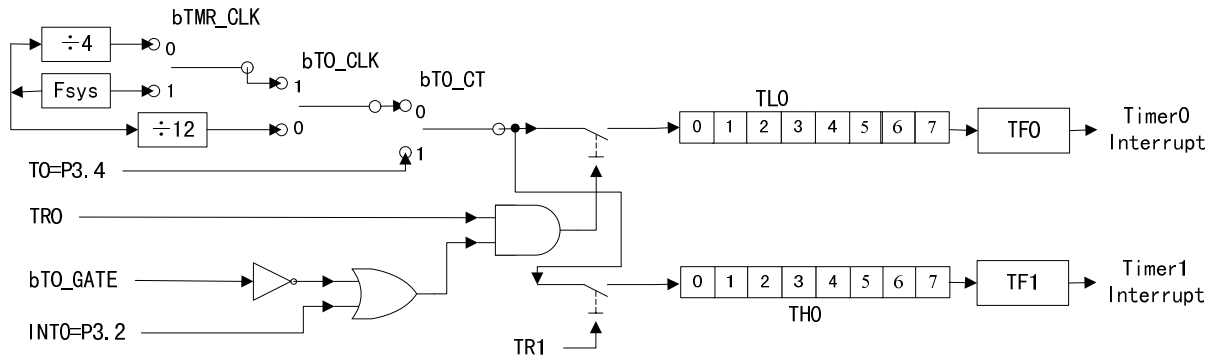 bTMR_CLK
÷4
0
bT0_CLK
1
bT0_CT
Fsys
1
0
0
÷12
TL0
0 1 2 3 4 5 6 7
TF0
Timer0
Interrupt
1
T0=P3.4
TR0
bT0_GATE
INT0=P3.2
0 1 2 3 4 5 6 7
TF1
Timer1
Interrupt
TH0
TR1